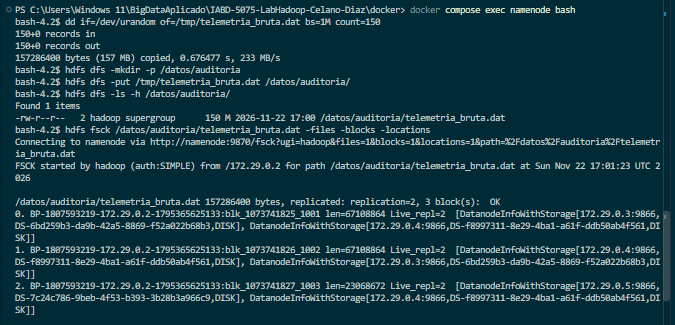 PS C:\Users\Windows 11\BigDataAplicado\IABD-5075-LabHadoop-Celano-Diaz\docker> docker compose exec namenode bash
bash-4.2$ dd if=/dev/urandom of=/tmp/telemetria_bruta.dat bs=1M count=150
150+0 records in
150+0 records out
157286400 bytes (157 MB) copied, 0.676477 s, 233 MB/s
bash-4.2$ hdfs dfs -mkdir -p /datos/auditoria
bash-4.2$ hdfs dfs -put /tmp/telemetria_bruta.dat /datos/auditoria/
bash-4.2$ hdfs dfs -ls -h /datos/auditoria/
Found 1 items
-rw-r--r--   2 hadoop supergroup      150 M 2026-11-22 17:00 /datos/auditoria/telemetria_bruta.dat
bash-4.2$ hdfs fsck /datos/auditoria/telemetria_bruta.dat -files -blocks -locations
Connecting to namenode via http://namenode:9870/fsck?ugi=hadoop&files=1&blocks=1&locations=1&path=%2Fdatos%2Fauditoria%2Ftelemetr
ia_bruta.dat
FSCK started by hadoop (auth:SIMPLE) from /172.29.0.2 for path /datos/auditoria/telemetria_bruta.dat at Sun Nov 22 17:01:23 UTC 2
026
/datos/auditoria/telemetria_bruta.dat 157286400 bytes, replicated: replication=2, 3 block(s):  OK
0. BP-1807593219-172.29.0.2-1795365625133:blk_1073741825_1001 len=67108864 Live_repl=2  [DatanodeInfoWithStorage[172.29.0.3:9866,
DS-6bd259b3-da9b-42a5-8869-f52a022b68b3,DISK], DatanodeInfoWithStorage[172.29.0.4:9866,DS-f8997311-8e29-4ba1-a61f-ddb50ab4f561,DI
SK]]
1. BP-1807593219-172.29.0.2-1795365625133:blk_1073741826_1002 len=67108864 Live_repl=2  [DatanodeInfoWithStorage[172.29.0.4:9866,
DS-f8997311-8e29-4ba1-a61f-ddb50ab4f561,DISK], DatanodeInfoWithStorage[172.29.0.3:9866,DS-6bd259b3-da9b-42a5-8869-f52a022b68b3,DI
SK]]
2. BP-1807593219-172.29.0.2-1795365625133:blk_1073741827_1003 len=23068672 Live_repl=2  [DatanodeInfoWithStorage[172.29.0.5:9866,
DS-7c24c786-9beb-4f53-b393-3b28b3a966c9,DISK], DatanodeInfoWithStorage[172.29.0.4:9866,DS-f8997311-8e29-4ba1-a61f-ddb50ab4f561,DI
SK]]